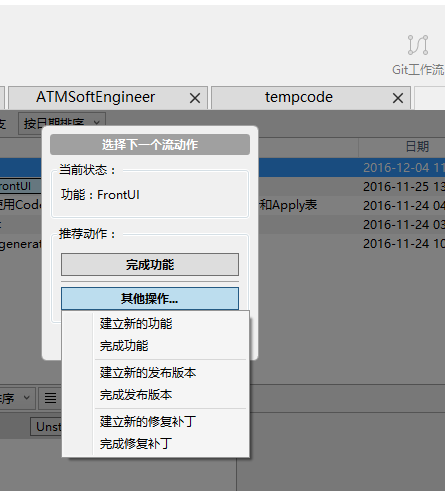 Git工作流
ATMSoftEngineer
tempcode
按日期排序
日期
选择下一个流动作
2016-12-04 11
当前状态：
rontUI
功能：FrontUI
2016-11-25 13
使用Code
和Apply表
2016-11-24 04
2016-11-24 03
推荐动作：
generat
2016-11-24 10
完成功能
其他操作...
建立新的功能
完成功能
建立新的发布版本
完成发布版本
建立新的修复补丁
完成修复补丁
序
Unst